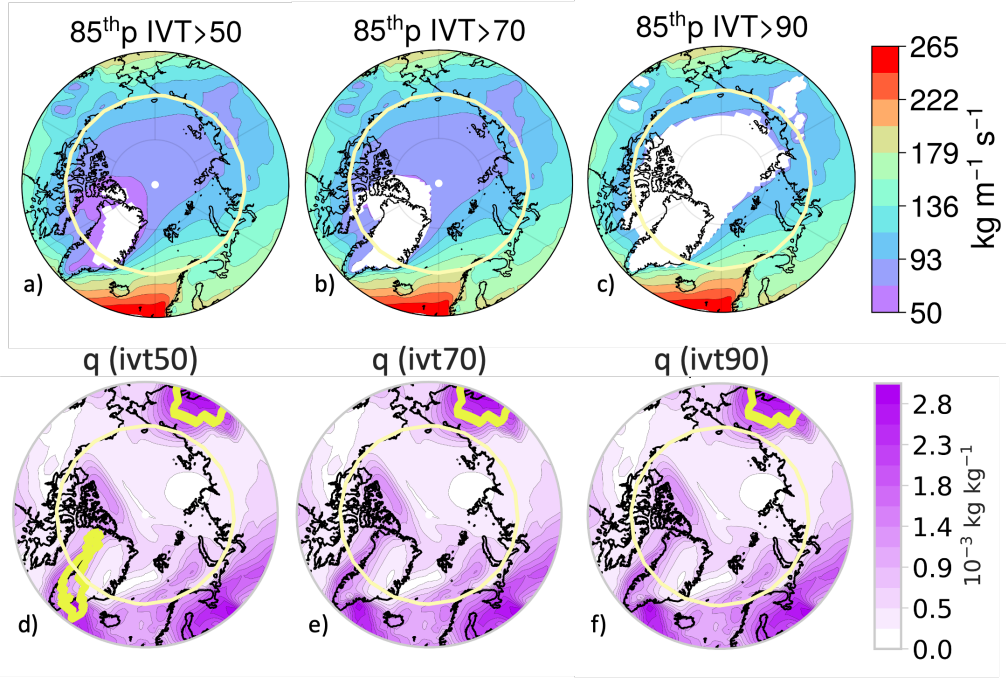 85ᵗʰp IVT>50
85ᵗʰp IVT>70
85ᵗʰp IVT>90
a)
b)
c)
265
222
179
136
93
50
kg m⁻¹ s⁻¹
q (ivt50)
q (ivt70)
q (ivt90)
d)
e)
f)
2.8
2.3
1.8
1.4
0.9
0.5
0.0
10⁻³ kg kg⁻¹